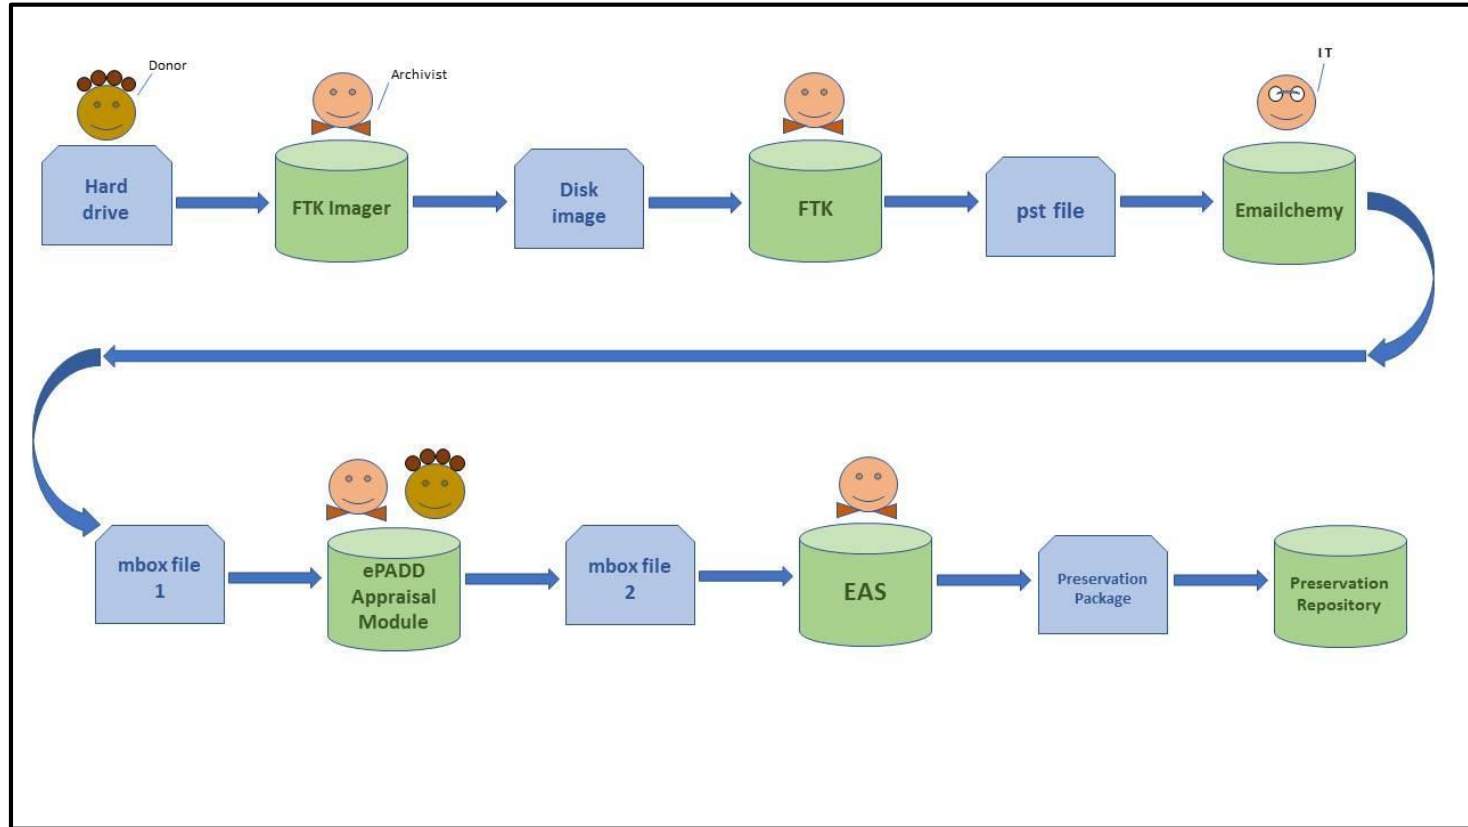 Donor
Archivist
IT
Hard
drive
FTK Imager
Disk
image
FTK
pst file
Emailchemy
mbox file
1
ePADD
Appraisal
Module
mbox file
2
EAS
Preservation
Package
Preservation
Repository